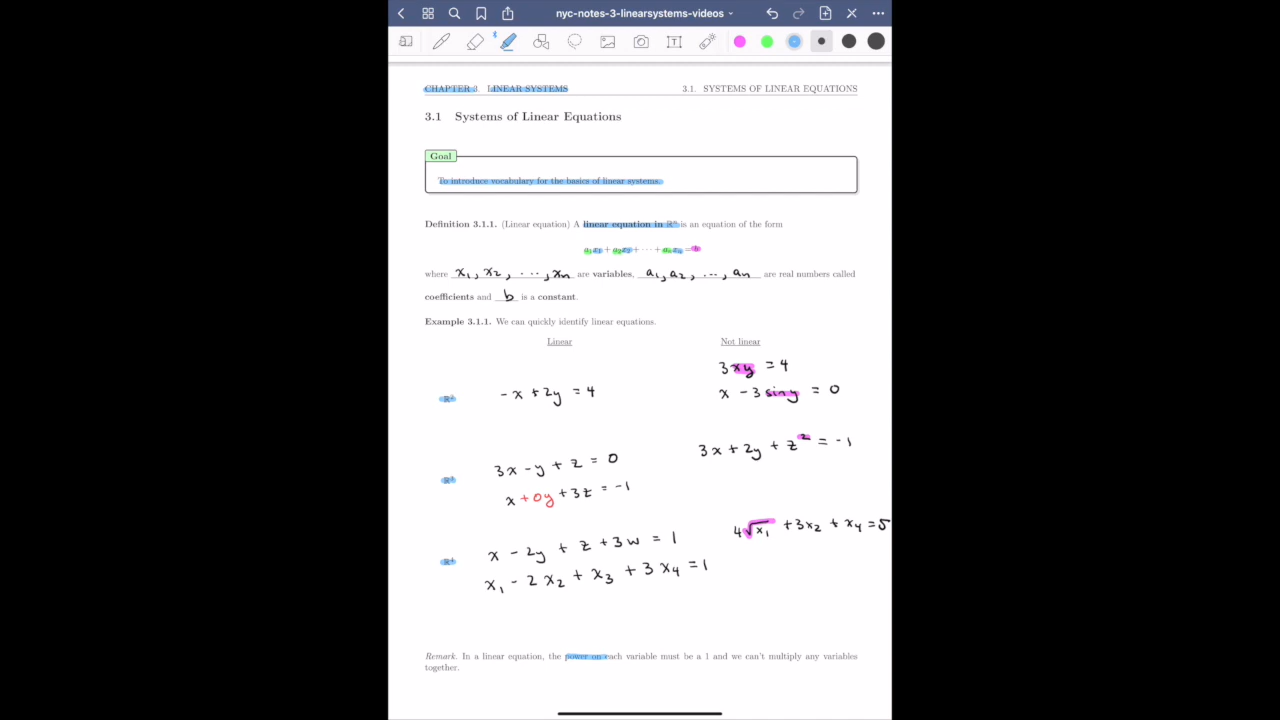 nyc-notes-3-linearsystems-videos
CHAPTER 3. LINEAR SYSTEMS 3.1. SYSTEMS OF LINEAR EQUATIONS
3.1 Systems of Linear Equations
Goal
To introduce vocabulary for the basics of linear systems.
Definition 3.1.1. (Linear equation) A linear equation in ℝⁿ is an equation of the form
a₁x₁ + a₂x₂ + ⋯ + aₙxₙ = b
where x₁, x₂, ..., xₙ are variables, a₁, a₂, ..., aₙ are real numbers called
coefficients and b is a constant.
Example 3.1.1. We can quickly identify linear equations.
Linear Not linear
3xy = 4
ℝ² -x + 2y = 4 x - 3 sin y = 0
3x + 2y + z² = -1
3x - y + z = 0
ℝ³ x + 0y + 3z = -1
4√x₁ + 3x₂ + x₄ = 5
x - 2y + z + 3w = 1
ℝ⁴ x₁ - 2x₂ + x₃ + 3x₄ = 1
Remark. In a linear equation, the power on each variable must be a 1 and we can't multiply any variables
together.